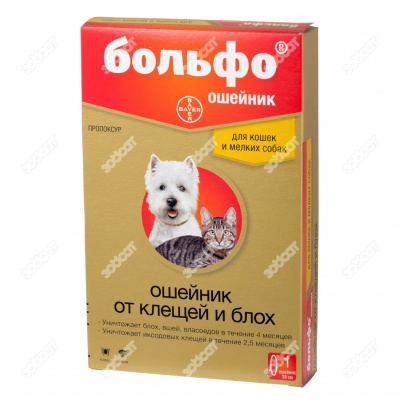 больфо®
ошейник
BAYER
ПРОПОКСУР
для кошек
и мелких собак
ошейник
от клещей и блох
- Уничтожает блох, вшей, власоедов в течение 4 месяцев
- Уничтожает иксодовых клещей в течение 2,5 месяцев
1
зообот